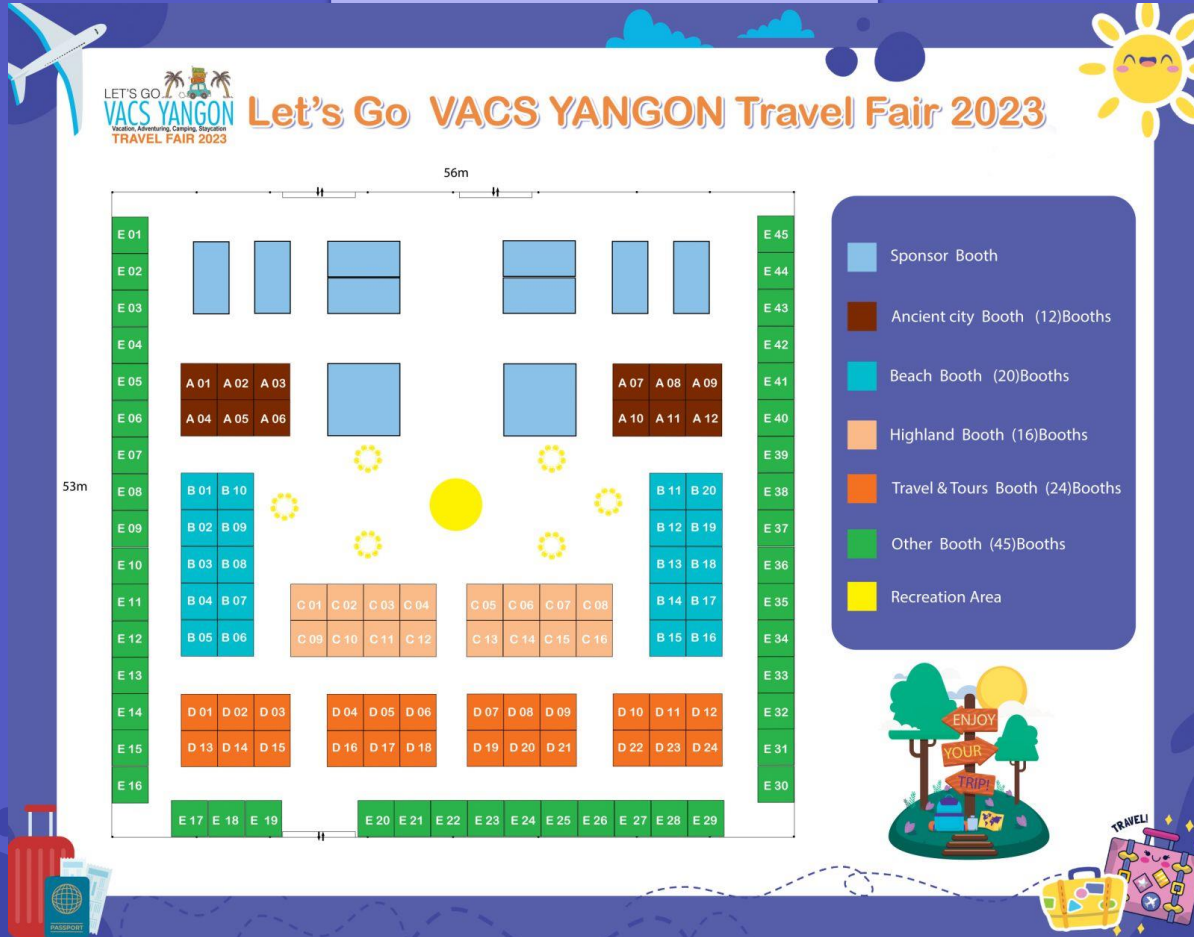 LET'S GO
VACS YANGON
Vacation, Adventuring, Camping, Staycation
TRAVEL FAIR 2023
Let's Go VACS YANGON Travel Fair 2023
56m
53m
E 01
E 02
E 03
E 04
E 05
E 06
E 07
E 08
E 09
E 10
E 11
E 12
E 13
E 14
E 15
E 16
A 01 A 02 A 03
A 04 A 05 A 06
A 07 A 08 A 09
A 10 A 11 A 12
B 01 B 10
B 02 B 09
B 03 B 08
B 04 B 07
B 05 B 06
B 11 B 20
B 12 B 19
B 13 B 18
B 14 B 17
B 15 B 16
C 01 C 02 C 03 C 04
C 09 C 10 C 11 C 12
C 05 C 06 C 07 C 08
C 13 C 14 C 15 C 16
D 01 D 02 D 03
D 13 D 14 D 15
D 04 D 05 D 06
D 16 D 17 D 18
D 07 D 08 D 09
D 19 D 20 D 21
D 10 D 11 D 12
D 22 D 23 D 24
E 17 E 18 E 19
E 20 E 21 E 22 E 23 E 24 E 25 E 26 E 27 E 28 E 29
E 45
E 44
E 43
E 42
E 41
E 40
E 39
E 38
E 37
E 36
E 35
E 34
E 33
E 32
E 31
E 30
Sponsor Booth
Ancient city Booth (12)Booths
Beach Booth (20)Booths
Highland Booth (16)Booths
Travel & Tours Booth (24)Booths
Other Booth (45)Booths
Recreation Area
ENJOY
YOUR
TRIP!
TRAVEL!
PASSPORT